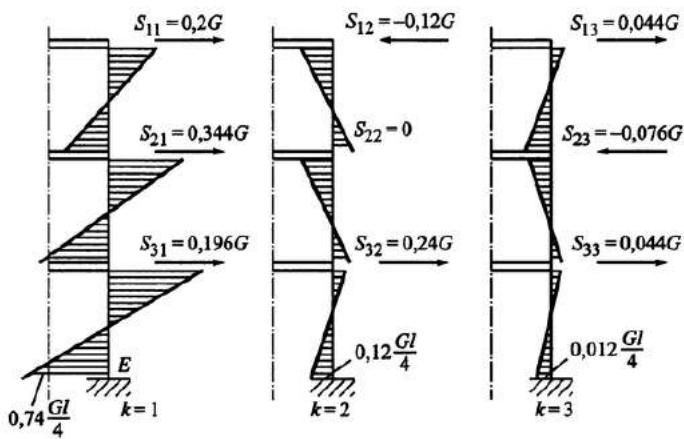 S₁₁ = 0,2G
S₁₂ = −0,12G
S₁₃ = 0,044G
S₂₁ = 0,344G
S₂₂ = 0
S₂₃ = −0,076G
S₃₁ = 0,196G
S₃₂ = 0,24G
S₃₃ = 0,044G
0,74 Gl/4
E
k = 1
0,12 Gl/4
k = 2
0,012 Gl/4
k = 3